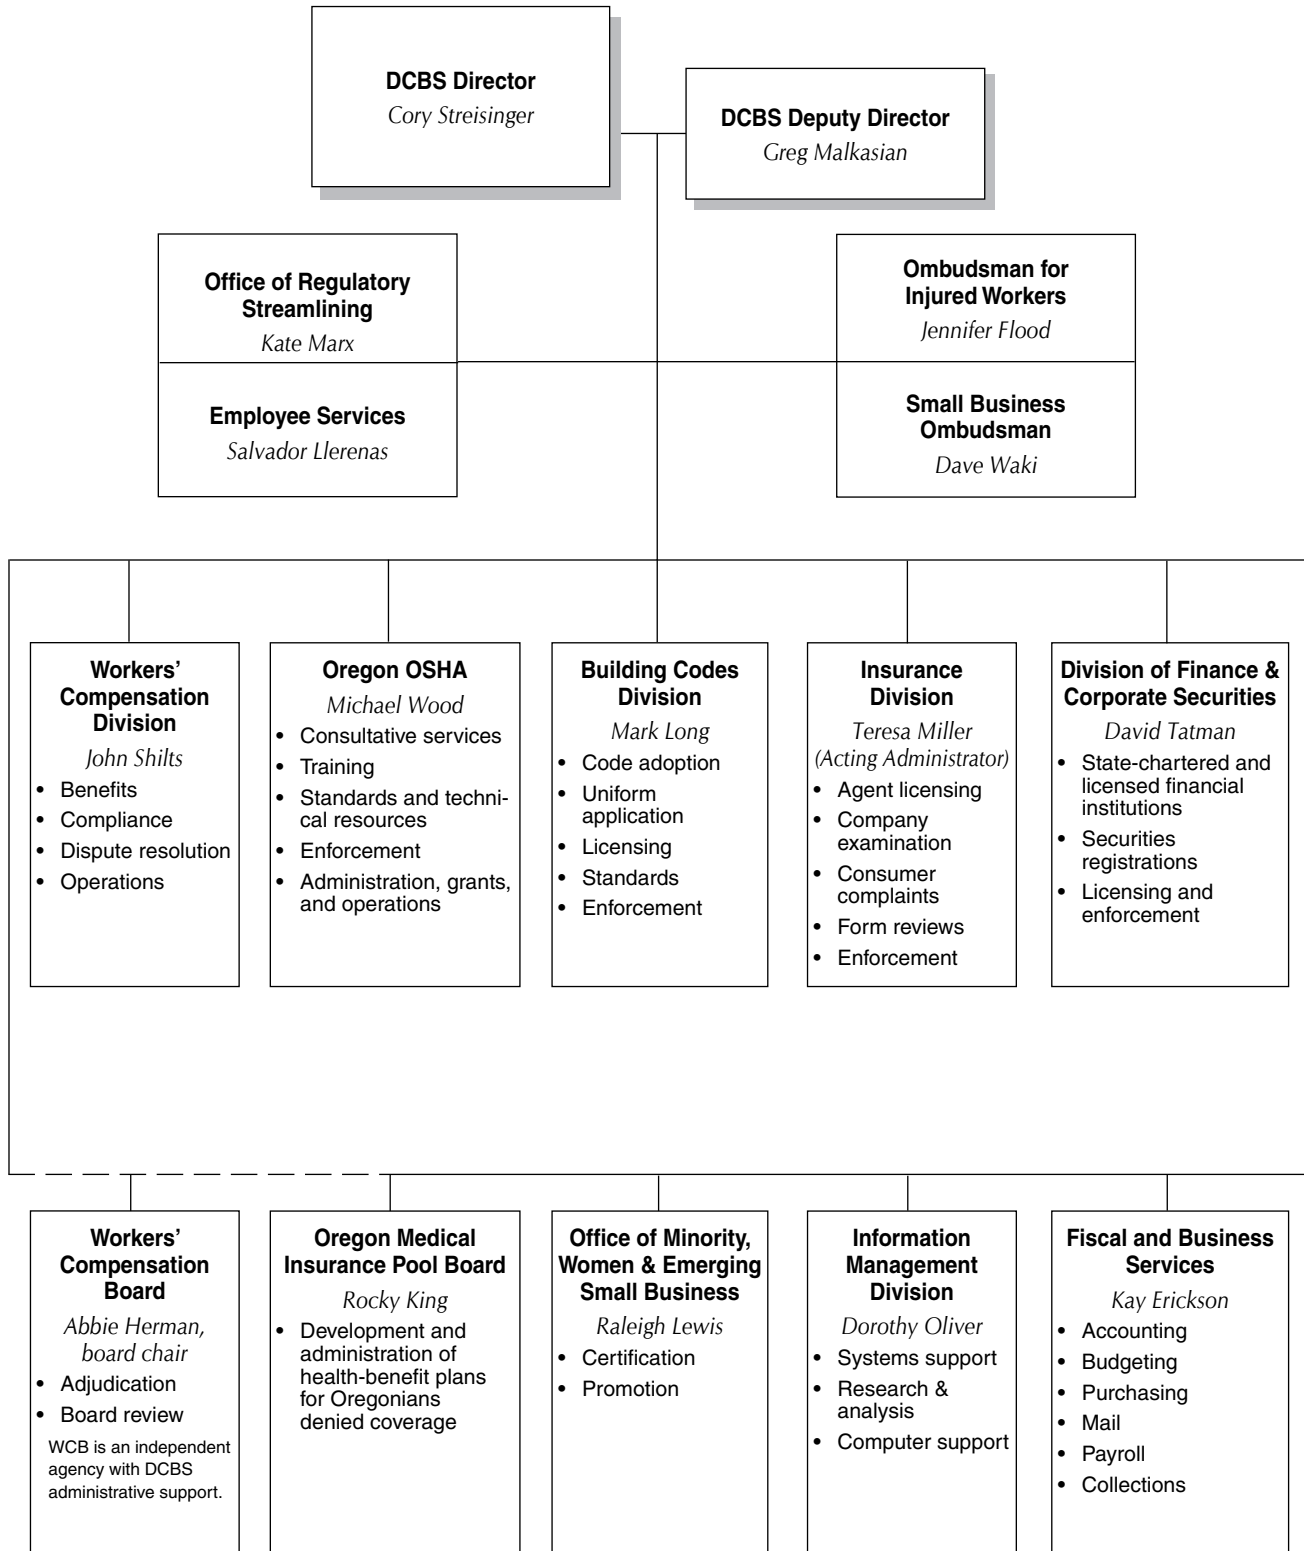 DCBS Director
Cory Streisinger
DCBS Deputy Director
Greg Malkasian
Office of Regulatory
Streamlining
Kate Marx
Employee Services
Salvador Llerenas
Ombudsman for
Injured Workers
Jennifer Flood
Small Business
Ombudsman
Dave Waki
Workers'
Compensation
Division
John Shilts
• Benefits
• Compliance
• Dispute resolution
• Operations
Oregon OSHA
Michael Wood
• Consultative services
• Training
• Standards and techni-
cal resources
• Enforcement
• Administration, grants,
and operations
Building Codes
Division
Mark Long
• Code adoption
• Uniform
application
• Licensing
• Standards
• Enforcement
Insurance
Division
Teresa Miller
(Acting Administrator)
• Agent licensing
• Company
examination
• Consumer
complaints
• Form reviews
• Enforcement
Division of Finance &
Corporate Securities
David Tatman
• State-chartered and
licensed financial
institutions
• Securities
registrations
• Licensing and
enforcement
Workers'
Compensation
Board
Abbie Herman,
board chair
• Adjudication
• Board review
WCB is an independent
agency with DCBS
administrative support.
Oregon Medical
Insurance Pool Board
Rocky King
• Development and
administration of
health-benefit plans
for Oregonians
denied coverage
Office of Minority,
Women & Emerging
Small Business
Raleigh Lewis
• Certification
• Promotion
Information
Management
Division
Dorothy Oliver
• Systems support
• Research &
analysis
• Computer support
Fiscal and Business
Services
Kay Erickson
• Accounting
• Budgeting
• Purchasing
• Mail
• Payroll
• Collections